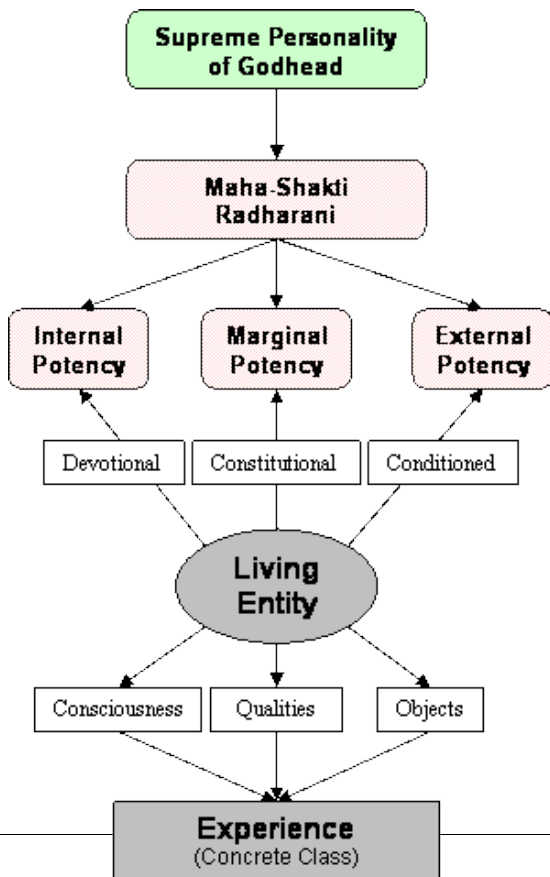 Supreme Personality
of Godhead
Maha-Shakti
Radharani
Internal
Potency
Marginal
Potency
External
Potency
Devotional
Constitutional
Conditioned
Living
Entity
Consciousness
Qualities
Objects
Experience
(Concrete Class)